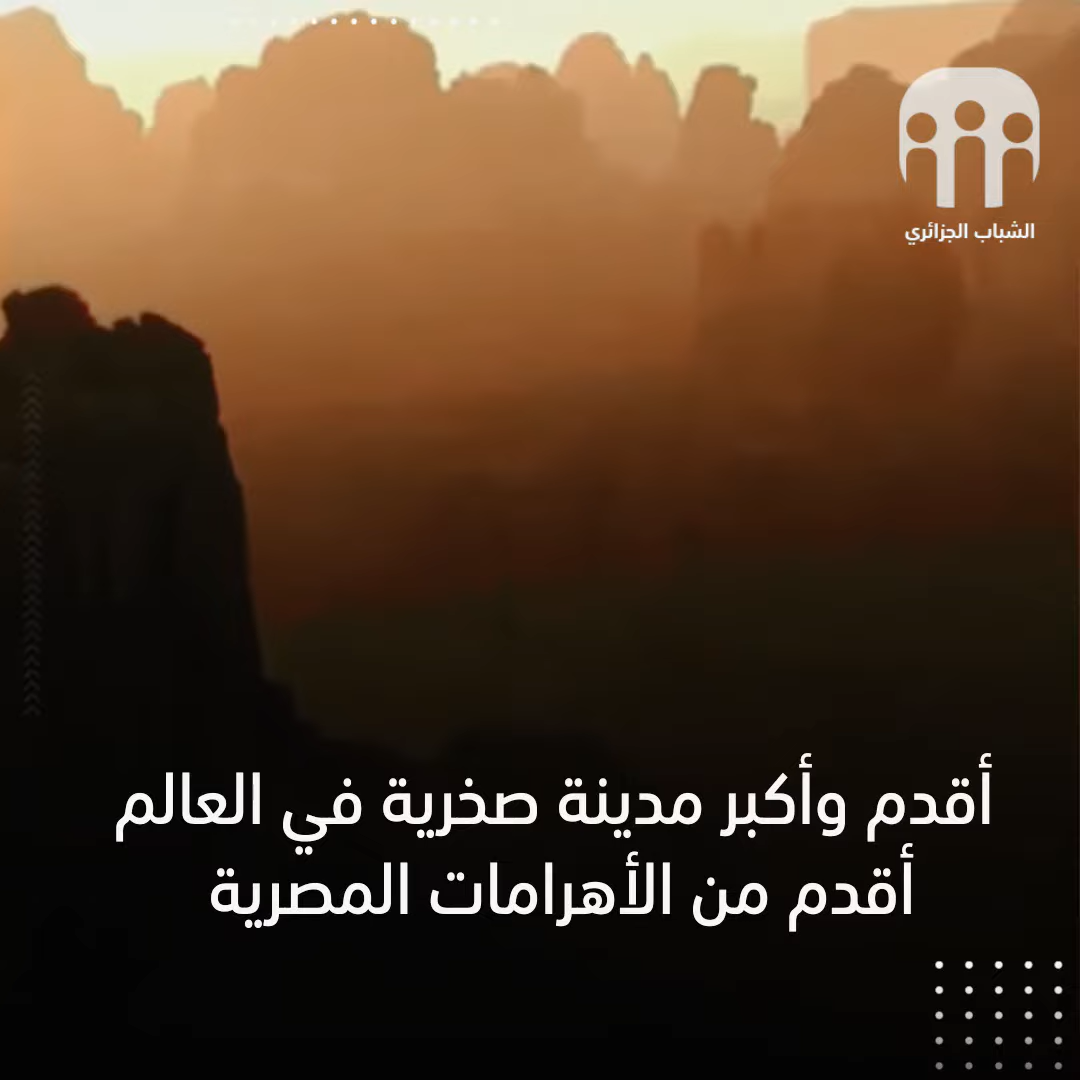 الشباب الجزائري
أقدم وأكبر مدينة صخرية في العالم
أقدم من الأهرامات المصرية